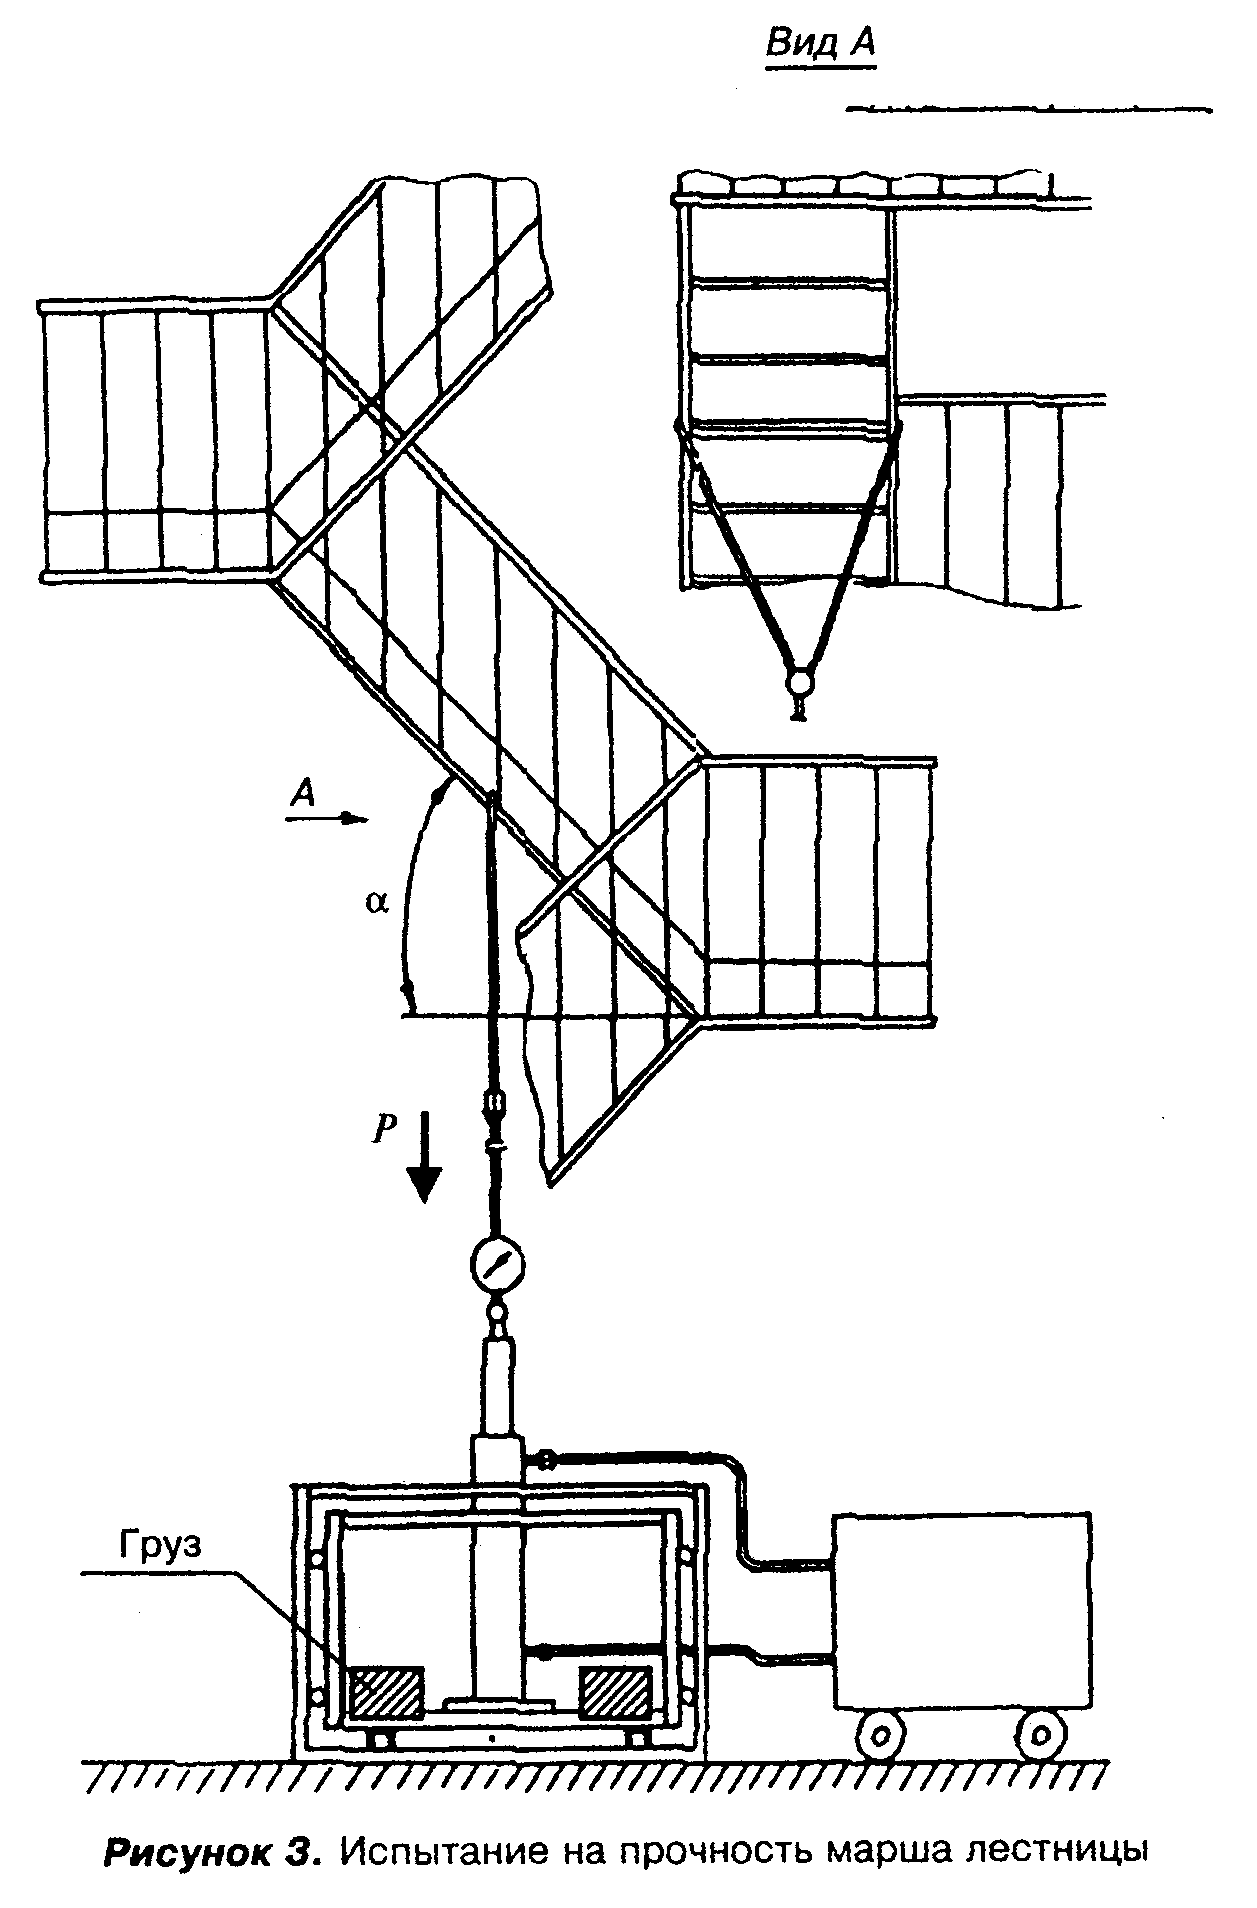 Вид А
А
α
P
Груз
Рисунок 3. Испытание на прочность марша лестницы